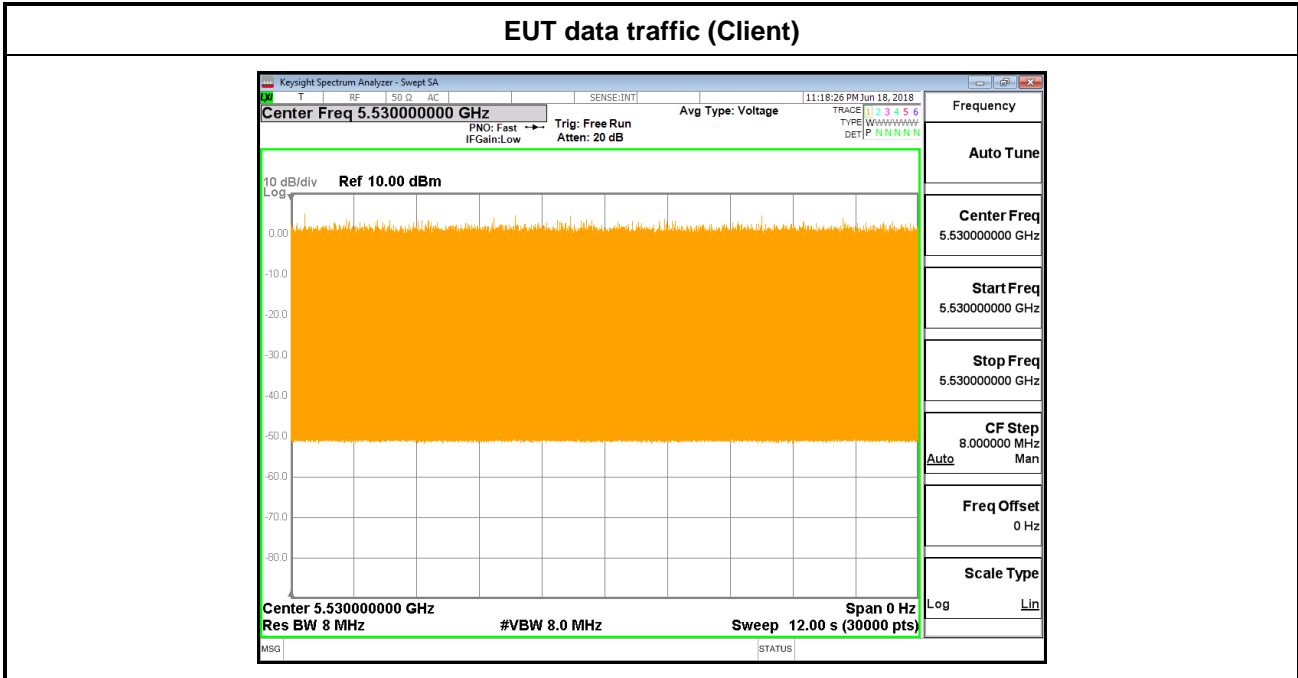 EUT data traffic (Client)
Keysight Spectrum Analyzer - Swept SA
LXI T RF 50 Ω AC SENSE:INT 11:18:26 PM Jun 18, 2018
Center Freq 5.530000000 GHz Avg Type: Voltage TRACE 1 2 3 4 5 6
PNO: Fast Trig: Free Run TYPE WWWWWW
IFGain:Low Atten: 20 dB DET P N N N N N
Frequency
Auto Tune
10 dB/div Ref 10.00 dBm
Log
0.00
-10.0
-20.0
-30.0
-40.0
-50.0
-60.0
-70.0
-80.0
Center Freq
5.530000000 GHz
Start Freq
5.530000000 GHz
Stop Freq
5.530000000 GHz
CF Step
8.000000 MHz
Auto Man
Freq Offset
0 Hz
Scale Type
Log Lin
Center 5.530000000 GHz Span 0 Hz
Res BW 8 MHz #VBW 8.0 MHz Sweep 12.00 s (30000 pts)
MSG STATUS